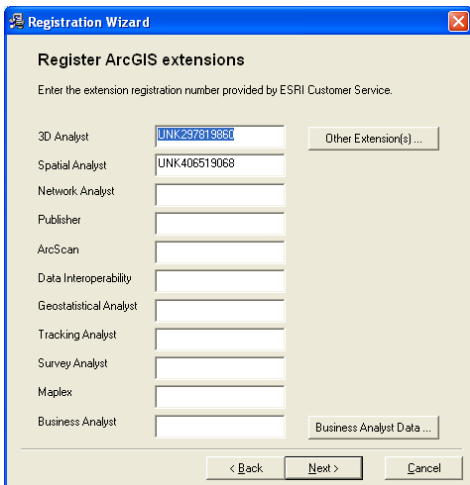 Registration Wizard
Register ArcGIS extensions
Enter the extension registration number provided by ESRI Customer Service.
3D Analyst UNK297819860 Other Extension(s) ...
Spatial Analyst UNK406519068
Network Analyst
Publisher
ArcScan
Data Interoperability
Geostatistical Analyst
Tracking Analyst
Survey Analyst
Maplex
Business Analyst Business Analyst Data ...
< Back Next > Cancel